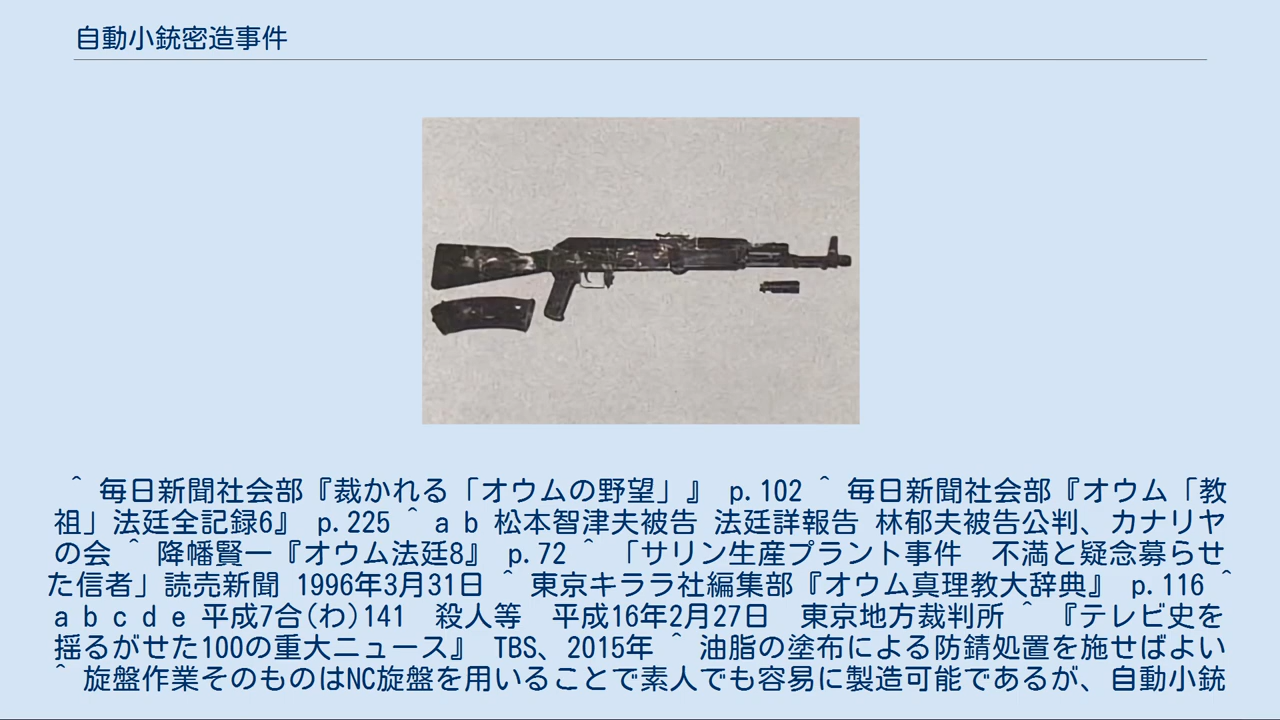 自動小銃密造事件
^ 毎日新聞社会部『裁かれる「オウムの野望」』 p.102 ^ 毎日新聞社会部『オウム「教
祖」法廷全記録6』 p.225 ^ a b 松本智津夫被告 法廷詳報告 林郁夫被告公判、カナリヤ
の会 ^ 降幡賢一『オウム法廷8』 p.72 ^ 「サリン生産プラント事件　不満と疑念募らせ
た信者」読売新聞 1996年3月31日 ^ 東京キララ社編集部『オウム真理教大辞典』 p.116 ^
a b c d e 平成7合(わ)141　殺人等　平成16年2月27日　東京地方裁判所 ^ 『テレビ史を
揺るがせた100の重大ニュース』 TBS、2015年 ^ 油脂の塗布による防錆処置を施せばよい
^ 旋盤作業そのものはNC旋盤を用いることで素人でも容易に製造可能であるが、自動小銃